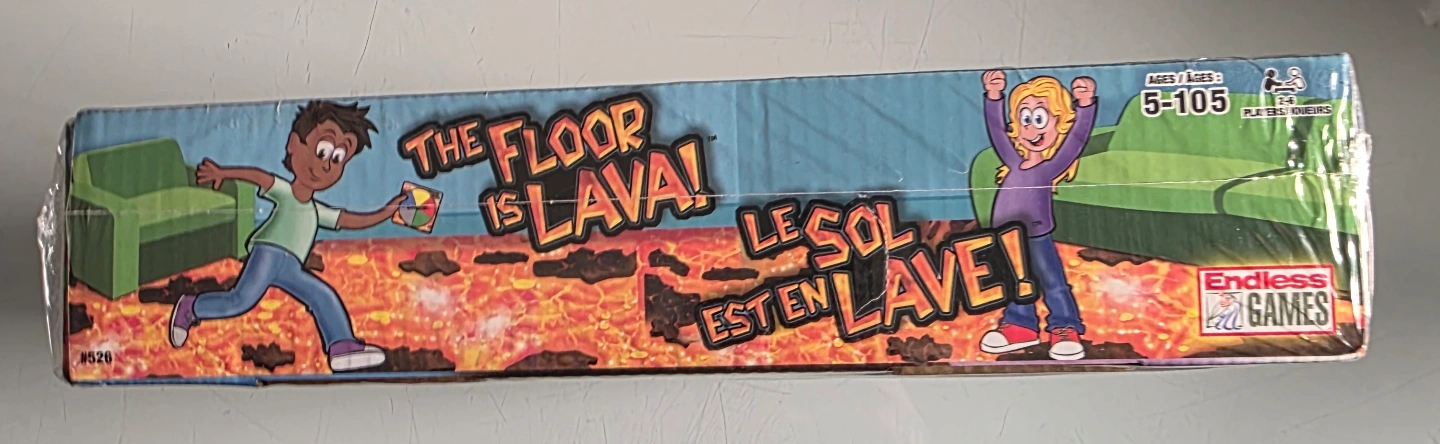 THE FLOOR
IS LAVA!™
LE SOL
EST EN LAVE!
AGES / ÂGES :
5-105
2-6
PLAYERS/JOUEURS
Endless
GAMES
#526